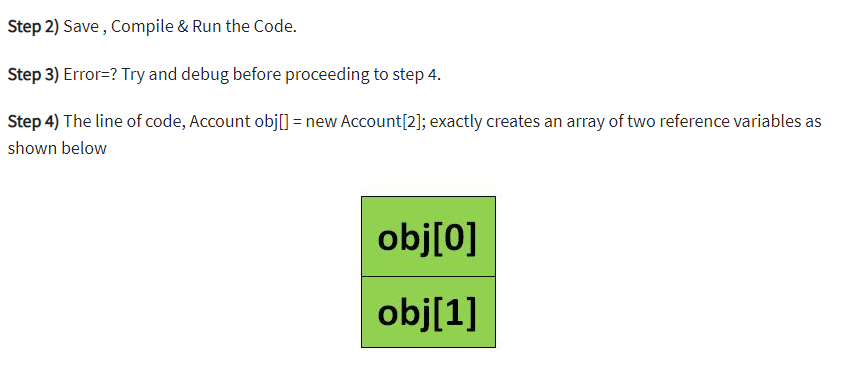 Step 2) Save , Compile & Run the Code.
Step 3) Error=? Try and debug before proceeding to step 4.
Step 4) The line of code, Account obj[] = new Account[2]; exactly creates an array of two reference variables as
shown below
obj[0]
obj[1]